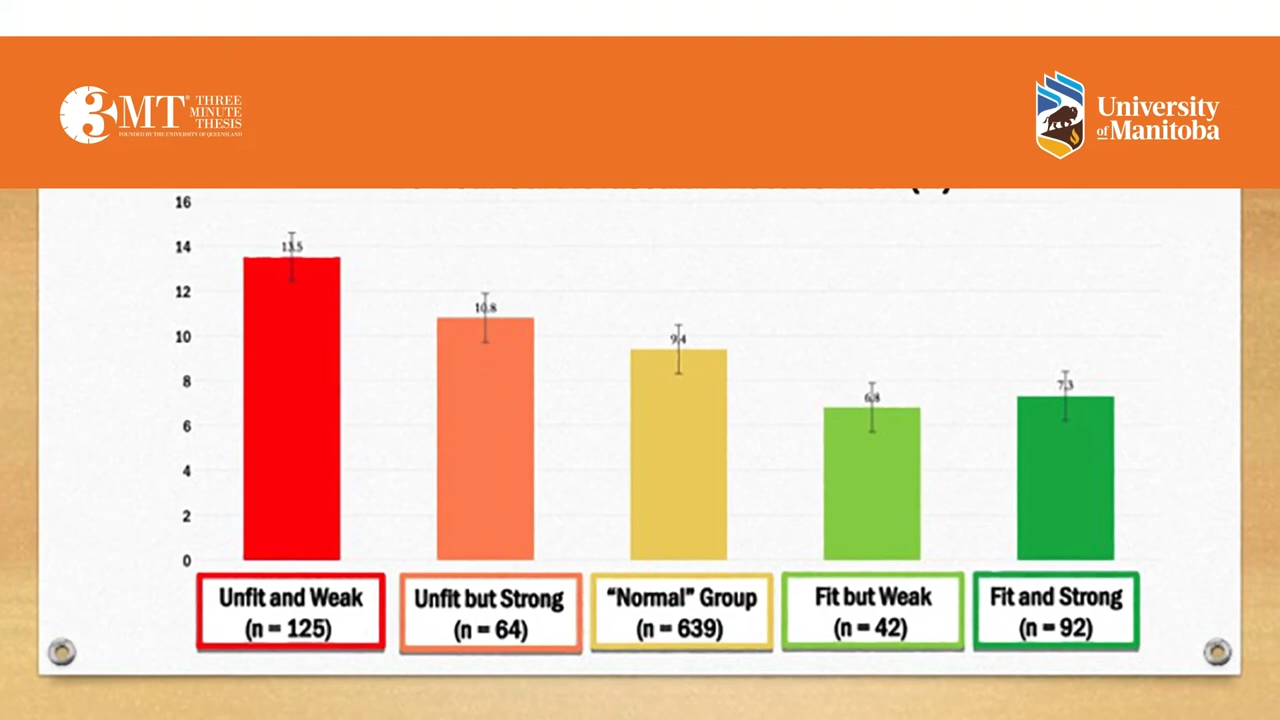 3MT® THREE
MINUTE
THESIS
FOUNDED BY THE UNIVERSITY OF QUEENSLAND
University
of Manitoba
16
14
12
10
8
6
4
2
0
13.5
10.8
9.4
6.8
7.3
Unfit and Weak
(n = 125)
Unfit but Strong
(n = 64)
“Normal” Group
(n = 639)
Fit but Weak
(n = 42)
Fit and Strong
(n = 92)